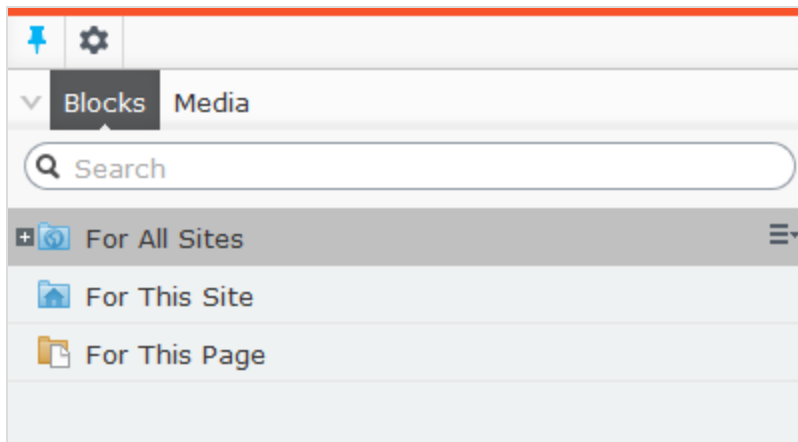 Blocks Media
Search
For All Sites
For This Site
For This Page